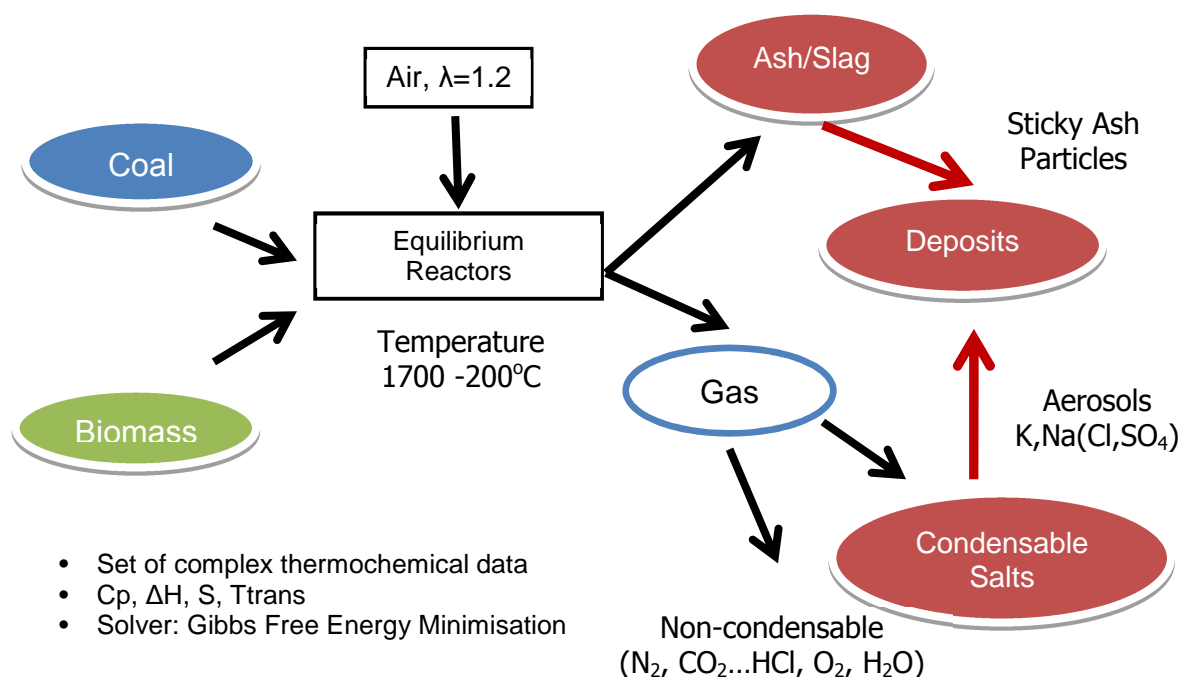 Air, λ=1.2
Ash/Slag
Coal
Sticky Ash
Particles
Equilibrium
Reactors
Deposits
Temperature
1700 -200°C
Gas
Biomass
Aerosols
K,Na(Cl,SO₄)
Condensable
Salts
• Set of complex thermochemical data
• Cp, ΔH, S, Ttrans
• Solver: Gibbs Free Energy Minimisation
Non-condensable
(N₂, CO₂...HCl, O₂, H₂O)